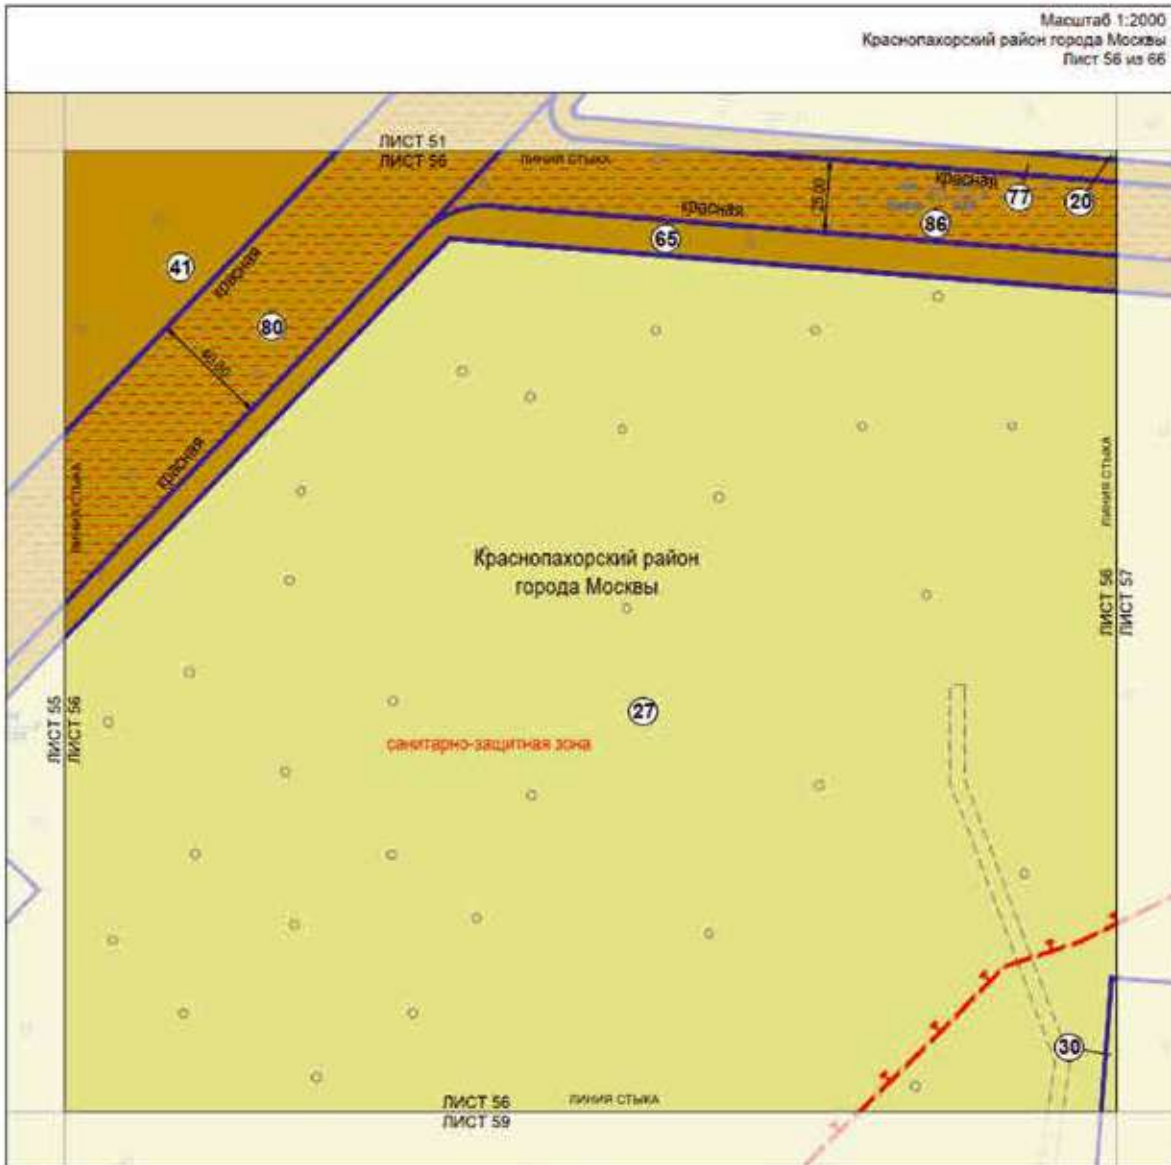 Масштаб 1:2000
Краснопахорский район города Москвы
Лист 56 из 66
ЛИСТ 51
ЛИСТ 56
ЛИНИЯ СТЫКА
красная
77
20
25.00
красная
86
65
41
красная
80
60.00
красная
ЛИНИЯ СТЫКА
ЛИНИЯ СТЫКА
Краснопахорский район
города Москвы
ЛИСТ 56
ЛИСТ 57
27
ЛИСТ 55
ЛИСТ 56
санитарно-защитная зона
30
ЛИСТ 56
ЛИНИЯ СТЫКА
ЛИСТ 59